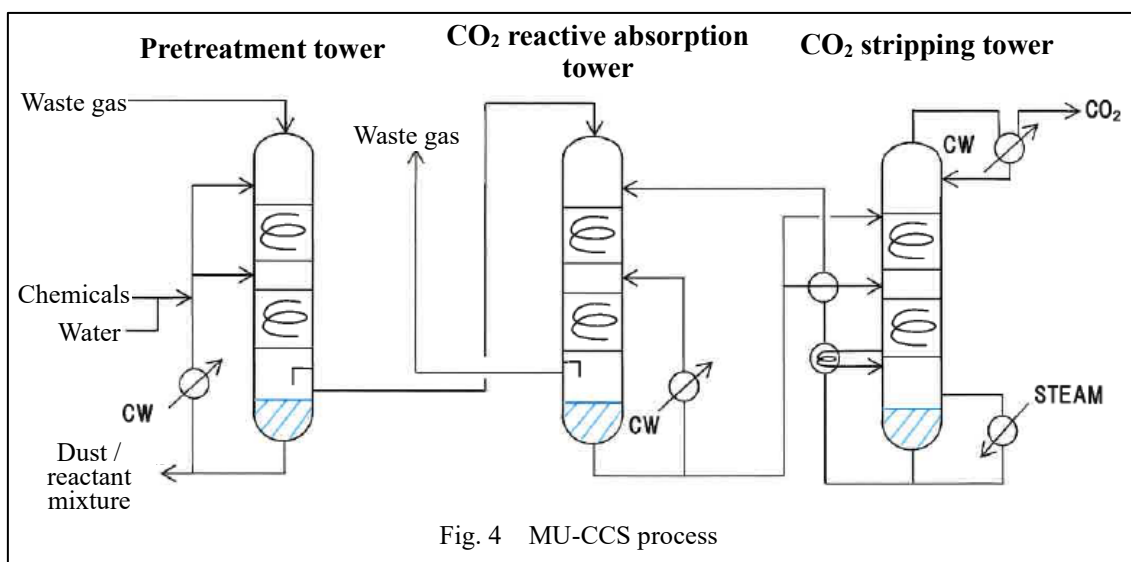 Pretreatment tower
CO₂ reactive absorption
tower
CO₂ stripping tower
Waste gas
Waste gas
CO₂
CW
Chemicals
Water
CW
CW
STEAM
Dust /
reactant
mixture
Fig. 4 MU-CCS process